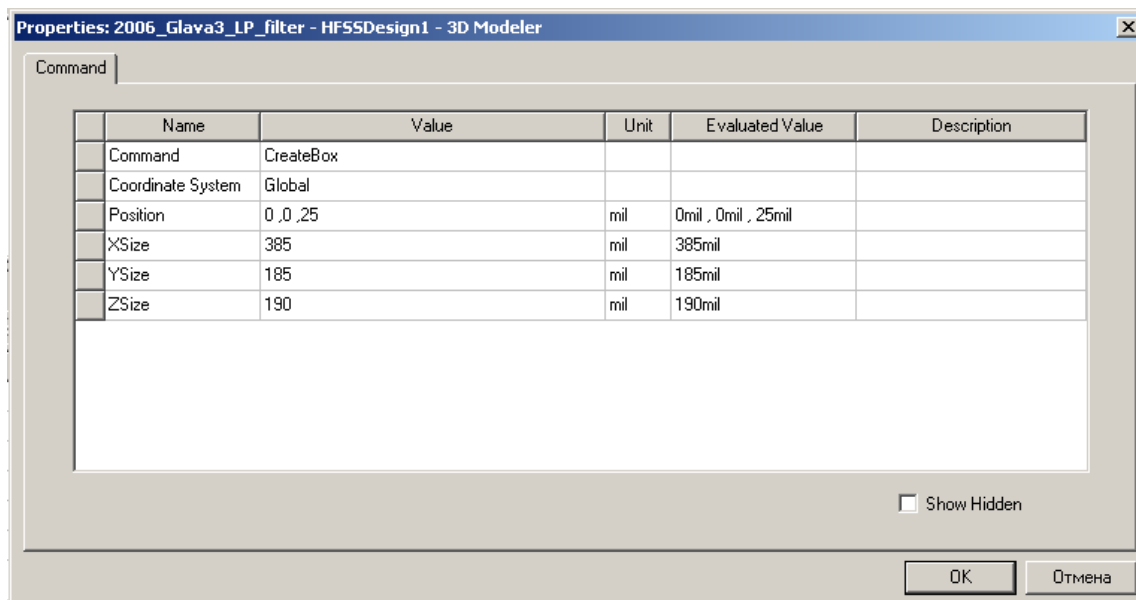 Properties: 2006_Glava3_LP_filter - HFSSDesign1 - 3D Modeler
Command
Name Value Unit Evaluated Value Description
Command CreateBox
Coordinate System Global
Position 0 ,0 ,25 mil 0mil , 0mil , 25mil
XSize 385 mil 385mil
YSize 185 mil 185mil
ZSize 190 mil 190mil
Show Hidden
OK Отмена